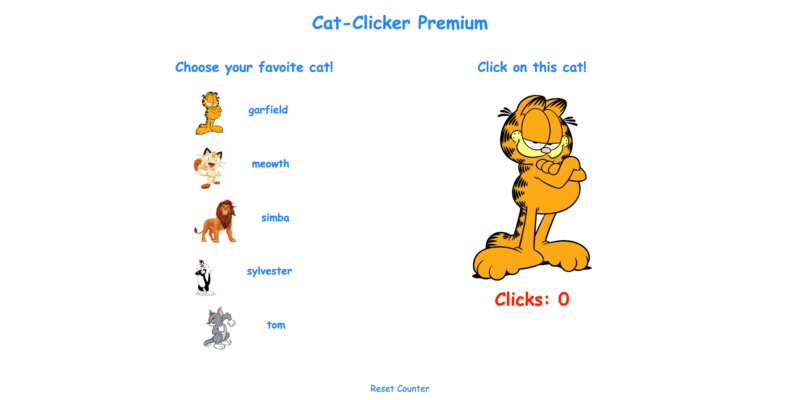 Cat-Clicker Premium
Choose your favoite cat!
garfield
meowth
simba
sylvester
tom
Click on this cat!
Clicks: 0
Reset Counter